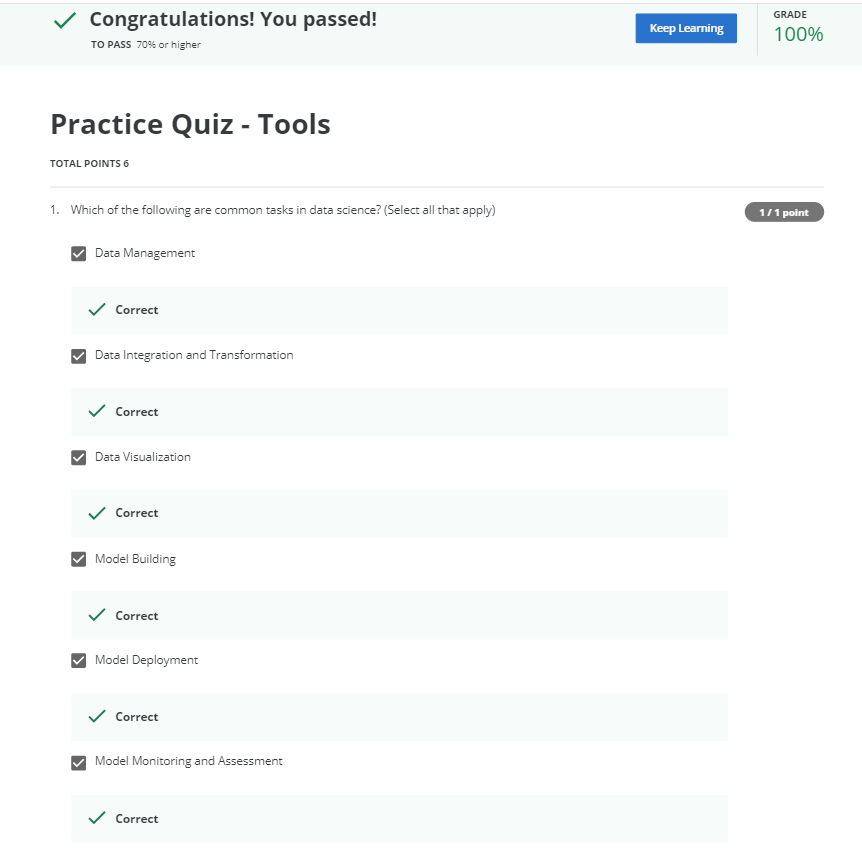 Congratulations! You passed!
TO PASS 70% or higher
Keep Learning
GRADE
100%
Practice Quiz - Tools
TOTAL POINTS 6
1. Which of the following are common tasks in data science? (Select all that apply)
1 / 1 point
Data Management
Correct
Data Integration and Transformation
Correct
Data Visualization
Correct
Model Building
Correct
Model Deployment
Correct
Model Monitoring and Assessment
Correct